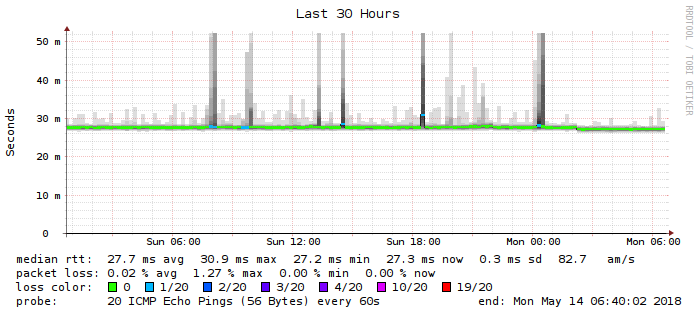 Last 30 Hours
RRDTOOL / TOBI OETIKER
Seconds
50 m
40 m
30 m
20 m
10 m
0
Sun 06:00 Sun 12:00 Sun 18:00 Mon 00:00 Mon 06:00
median rtt: 27.7 ms avg 30.9 ms max 27.2 ms min 27.3 ms now 0.3 ms sd 82.7 am/s
packet loss: 0.02 % avg 1.27 % max 0.00 % min 0.00 % now
loss color: 0 1/20 2/20 3/20 4/20 10/20 19/20
probe: 20 ICMP Echo Pings (56 Bytes) every 60s end: Mon May 14 06:40:02 2018